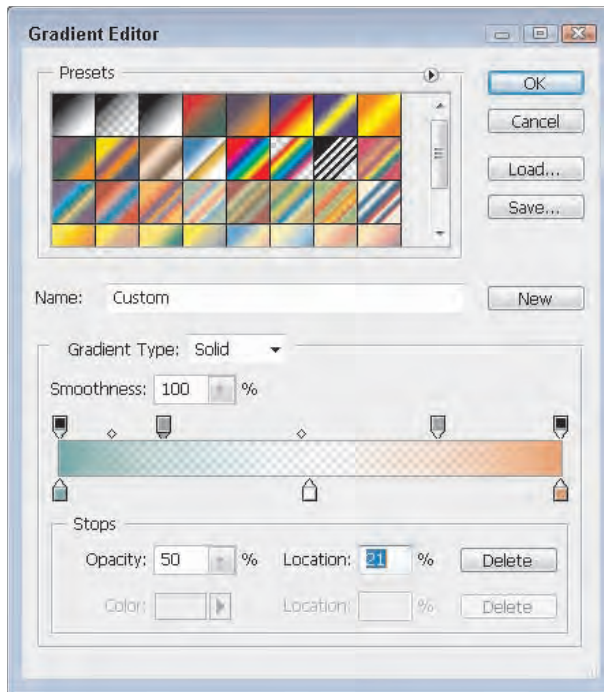 Gradient Editor
Presets
OK
Cancel
Load...
Save...
Name: Custom
New
Gradient Type: Solid
Smoothness: 100 %
Stops
Opacity: 50 % Location: 21 % Delete
Color: Location: % Delete